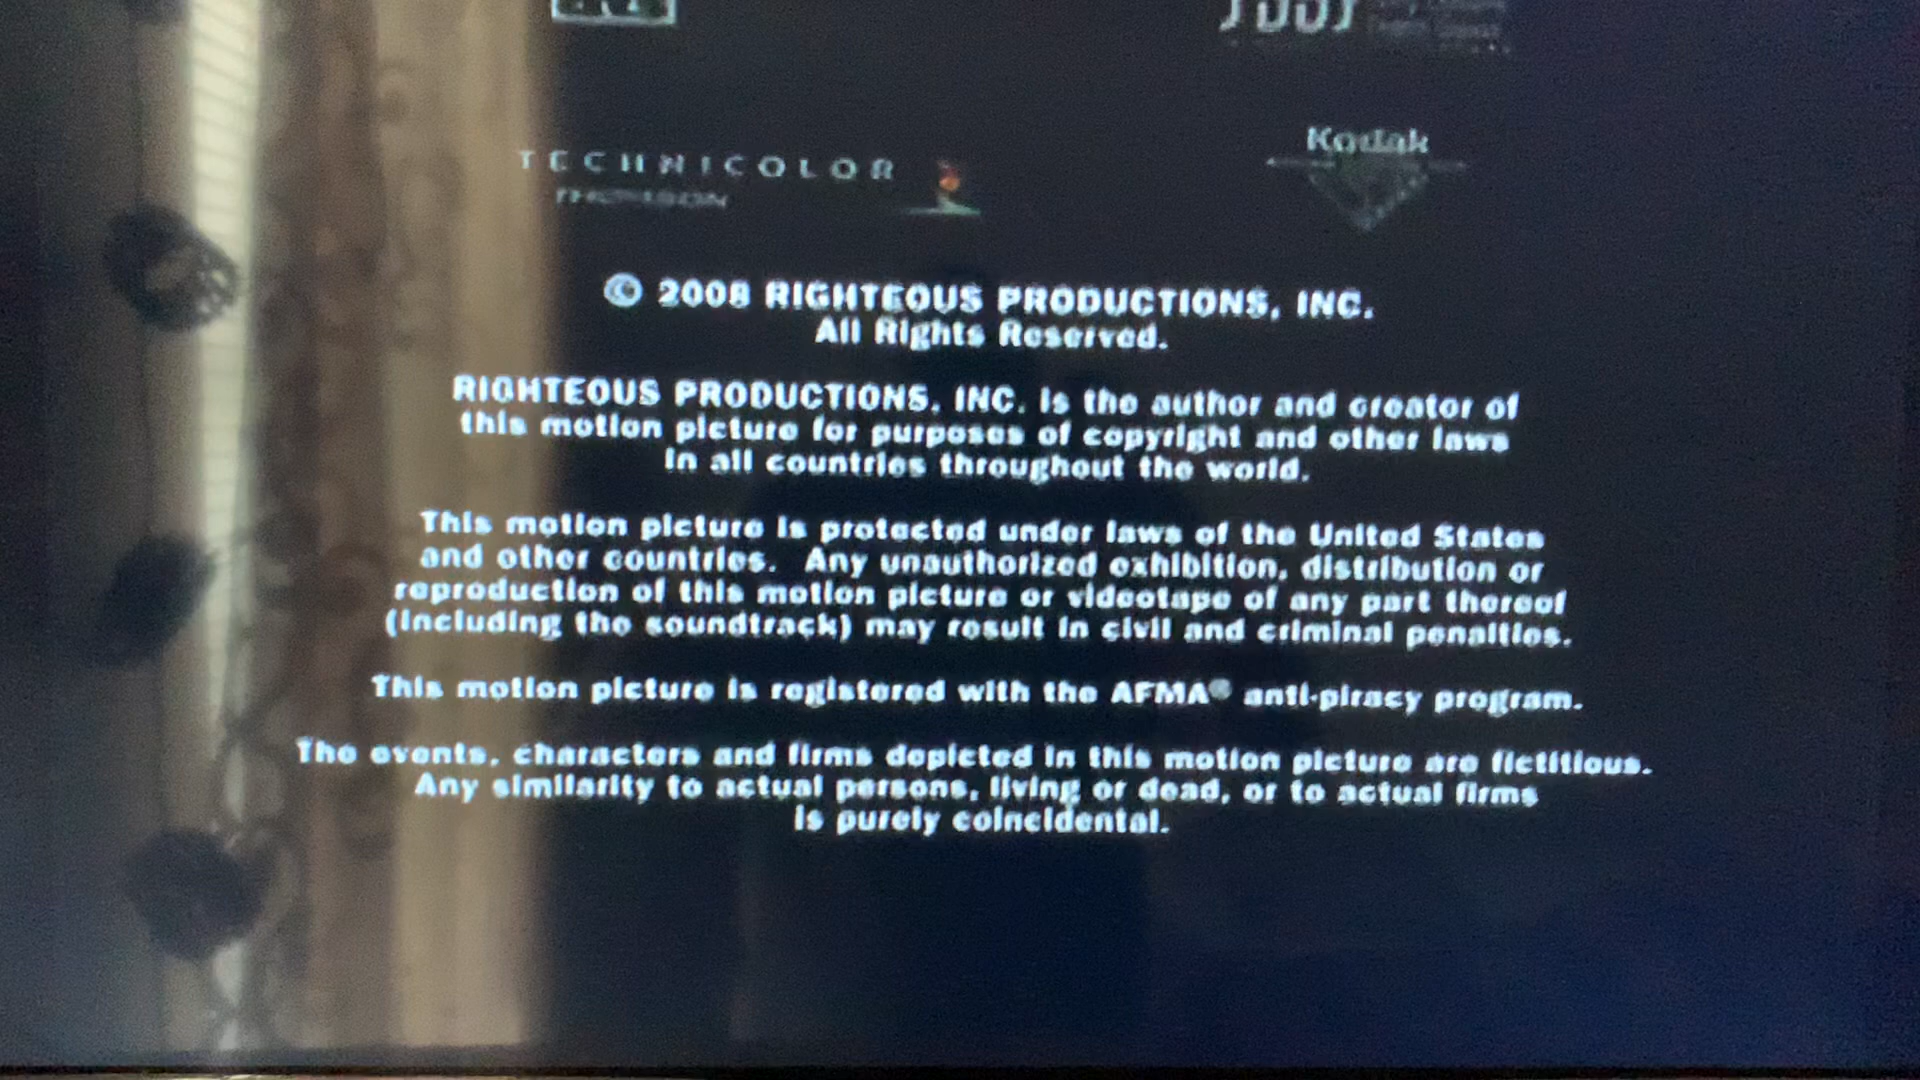 TECHNICOLOR
Kodak
© 2008 RIGHTEOUS PRODUCTIONS, INC.
All Rights Reserved.
RIGHTEOUS PRODUCTIONS, INC. is the author and creator of
this motion picture for purposes of copyright and other laws
in all countries throughout the world.
This motion picture is protected under laws of the United States
and other countries. Any unauthorized exhibition, distribution or
reproduction of this motion picture or videotape of any part thereof
(including the soundtrack) may result in civil and criminal penalties.
This motion picture is registered with the AFMA® anti-piracy program.
The events, characters and firms depicted in this motion picture are fictitious.
Any similarity to actual persons, living or dead, or to actual firms
is purely coincidental.